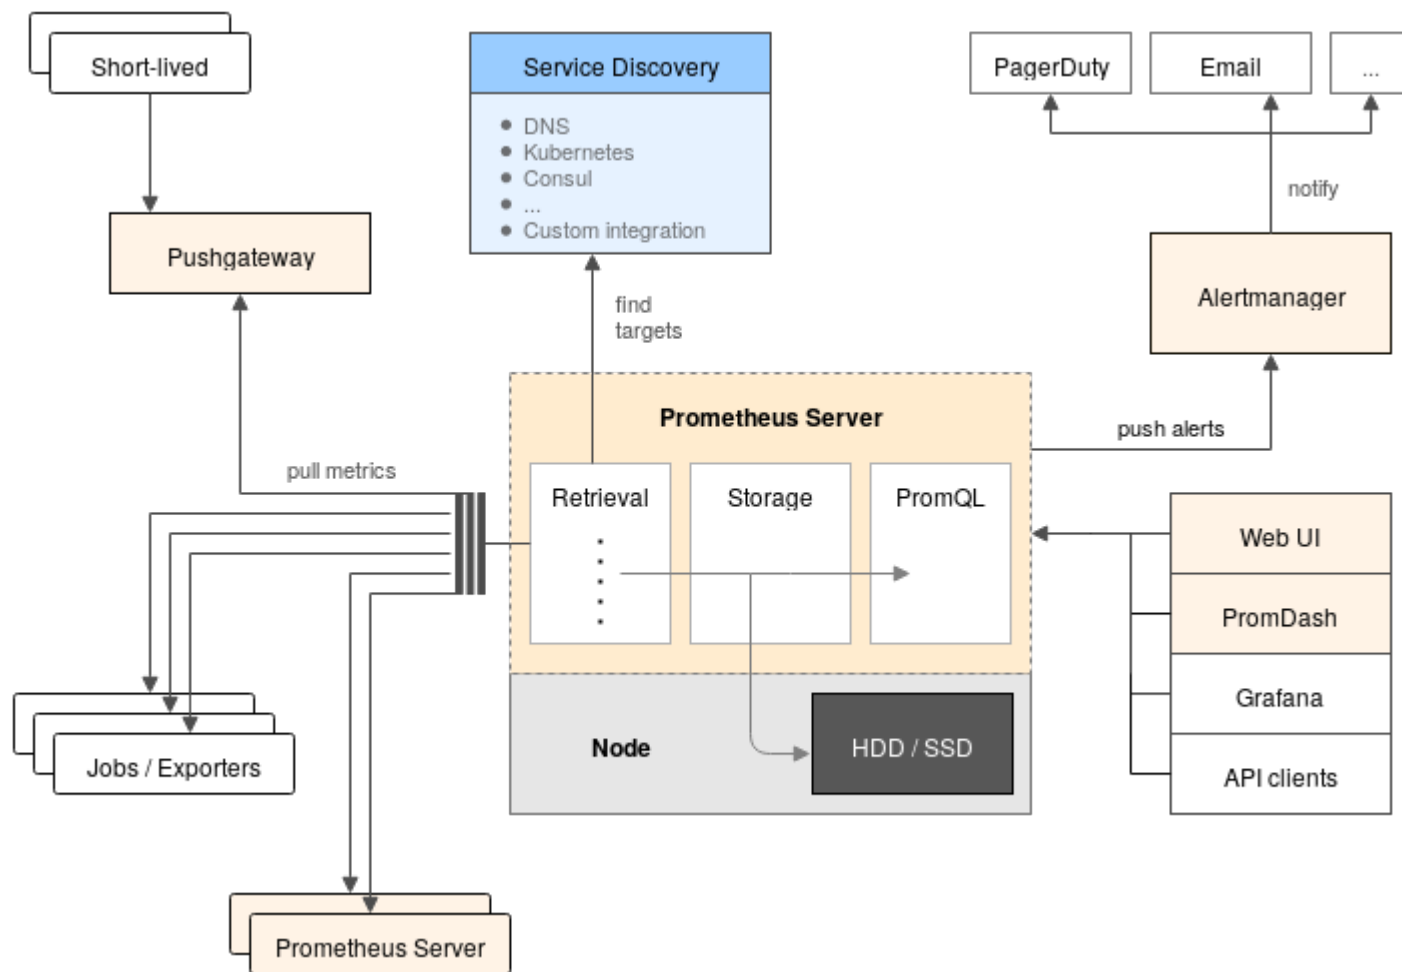 Short-lived
Service Discovery
DNS
Kubernetes
Consul
...
Custom integration
PagerDuty
Email
...
notify
Pushgateway
Alertmanager
find
targets
Prometheus Server
push alerts
pull metrics
Retrieval
Storage
PromQL
Web UI
PromDash
Grafana
API clients
Node
HDD / SSD
Jobs / Exporters
Prometheus Server